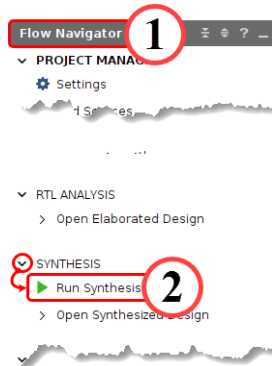 Flow Navigator 1 ? _
PROJECT MANAG
Settings
RTL ANALYSIS
Open Elaborated Design
SYNTHESIS
Run Synthesis 2
Open Synthesized Design